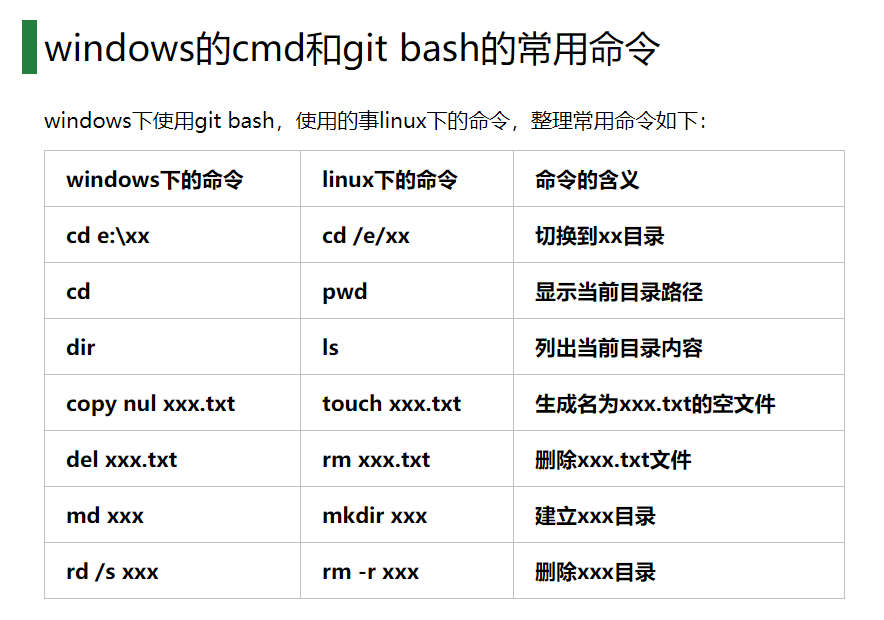 windows的cmd和git bash的常用命令
windows下使用git bash，使用的事linux下的命令，整理常用命令如下：
windows下的命令 linux下的命令 命令的含义
cd e:\xx cd /e/xx 切换到xx目录
cd pwd 显示当前目录路径
dir ls 列出当前目录内容
copy nul xxx.txt touch xxx.txt 生成名为xxx.txt的空文件
del xxx.txt rm xxx.txt 删除xxx.txt文件
md xxx mkdir xxx 建立xxx目录
rd /s xxx rm -r xxx 删除xxx目录